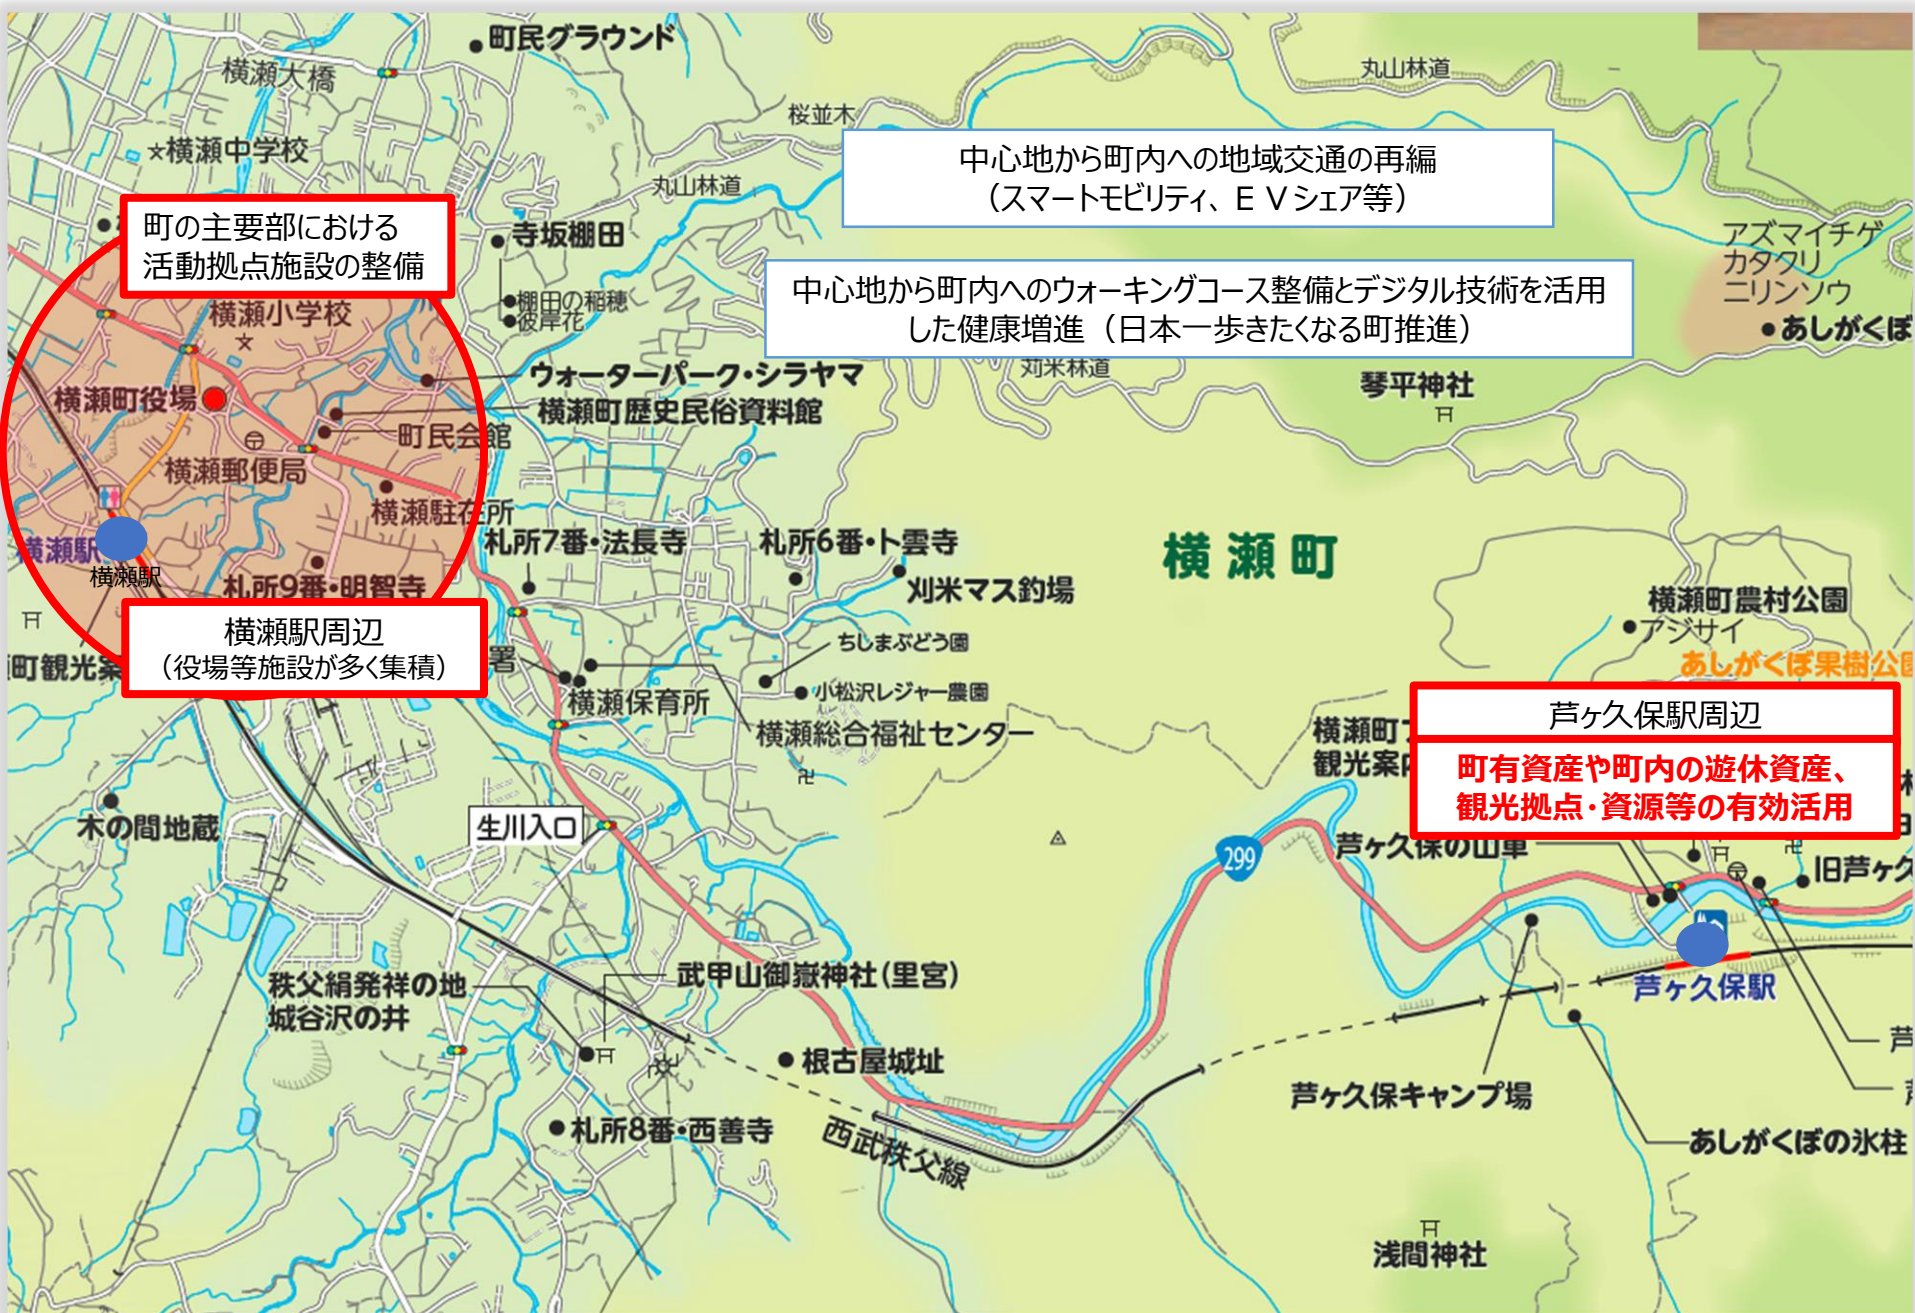 町民グラウンド
横瀬大橋
丸山林道
桜並木
横瀬中学校
中心地から町内への地域交通の再編
（スマートモビリティ、ＥＶシェア等）
丸山林道
町の主要部における
活動拠点施設の整備
寺坂棚田
アズマイチゲ
カタクリ
ニリンソウ
あしがくぼ
中心地から町内へのウォーキングコース整備とデジタル技術を活用
した健康増進（日本一歩きたくなる町推進）
棚田の稲穂
彼岸花
横瀬小学校
苅米林道
琴平神社
ウォーターパーク・シラヤマ
横瀬町役場
横瀬町歴史民俗資料館
町民会館
横瀬郵便局
横瀬駐在所
横瀬駅
横瀬駅
札所7番・法長寺
札所6番・卜雲寺
横瀬町
札所9番・明智寺
刈米マス釣場
横瀬町農村公園
アジサイ
横瀬駅周辺
（役場等施設が多く集積）
町観光案
署
ちしまぶどう園
あしがくぼ果樹公園
小松沢レジャー農園
横瀬保育所
横瀬総合福祉センター
芦ヶ久保駅周辺
町有資産や町内の遊休資産、
観光拠点・資源等の有効活用
横瀬町ブ
観光案内
木の間地蔵
生川入口
299
芦ヶ久保の山車
旧芦ヶ久
秩父絹発祥の地
城谷沢の井
武甲山御嶽神社(里宮)
芦ヶ久保駅
根古屋城址
芦
芦ヶ久保キャンプ場
札所8番・西善寺
西武秩父線
あしがくぼの氷柱
浅間神社